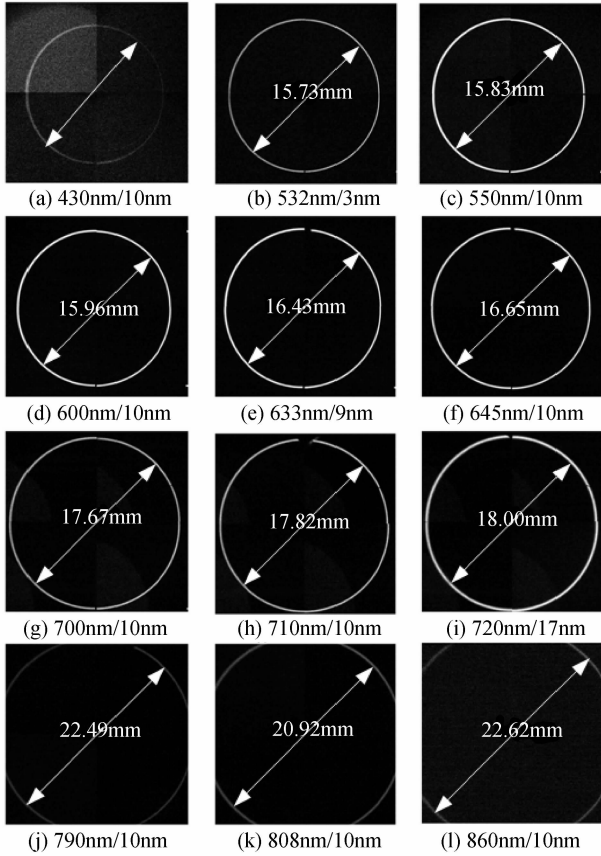 (a) 430nm/10nm
15.73mm
(b) 532nm/3nm
15.83mm
(c) 550nm/10nm
15.96mm
(d) 600nm/10nm
16.43mm
(e) 633nm/9nm
16.65mm
(f) 645nm/10nm
17.67mm
(g) 700nm/10nm
17.82mm
(h) 710nm/10nm
18.00mm
(i) 720nm/17nm
22.49mm
(j) 790nm/10nm
20.92mm
(k) 808nm/10nm
22.62mm
(l) 860nm/10nm